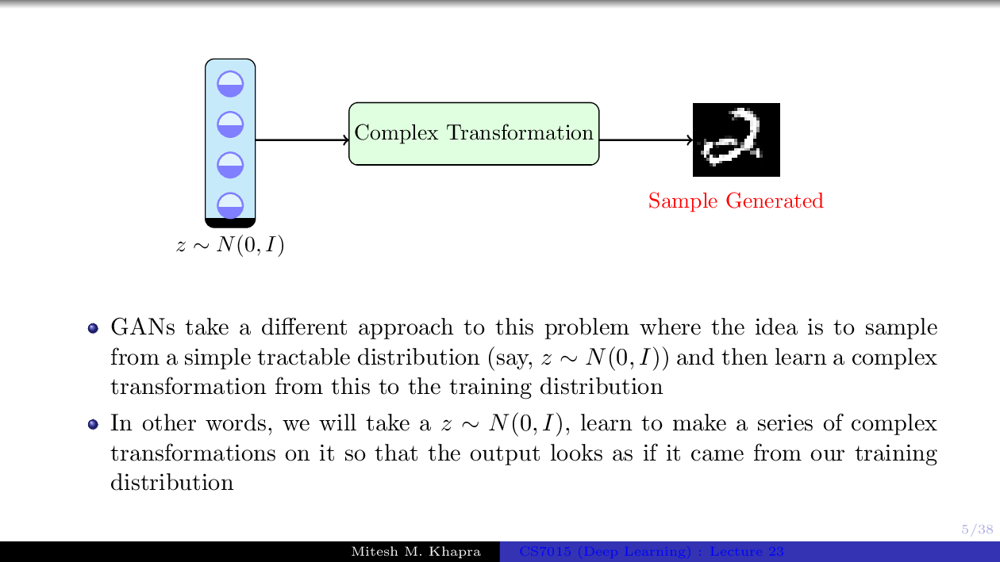 Complex Transformation
Sample Generated
z ∼ N(0, I)
GANs take a different approach to this problem where the idea is to sample
from a simple tractable distribution (say, z ∼ N(0, I)) and then learn a complex
transformation from this to the training distribution
In other words, we will take a z ∼ N(0, I), learn to make a series of complex
transformations on it so that the output looks as if it came from our training
distribution
5/38
Mitesh M. Khapra CS7015 (Deep Learning) : Lecture 23